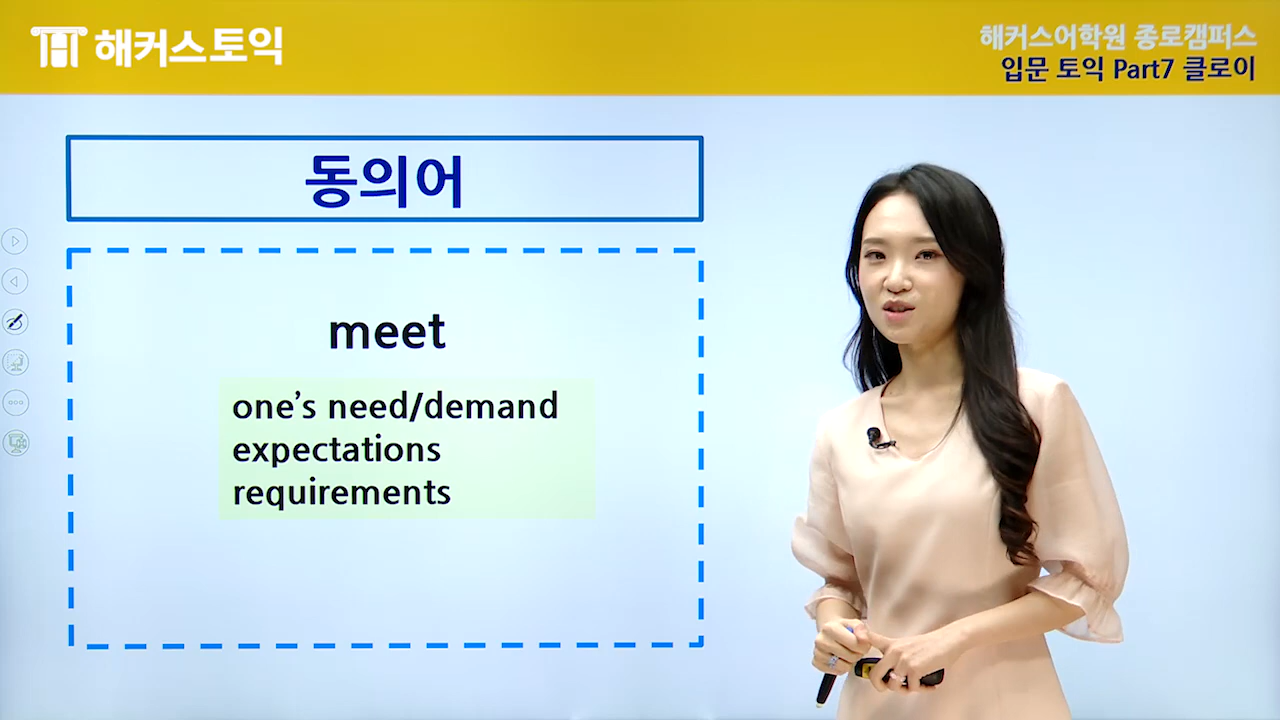 해커스토익
해커스어학원 종로캠퍼스
입문 토익 Part7 클로이
동의어
meet
one's need/demand
expectations
requirements